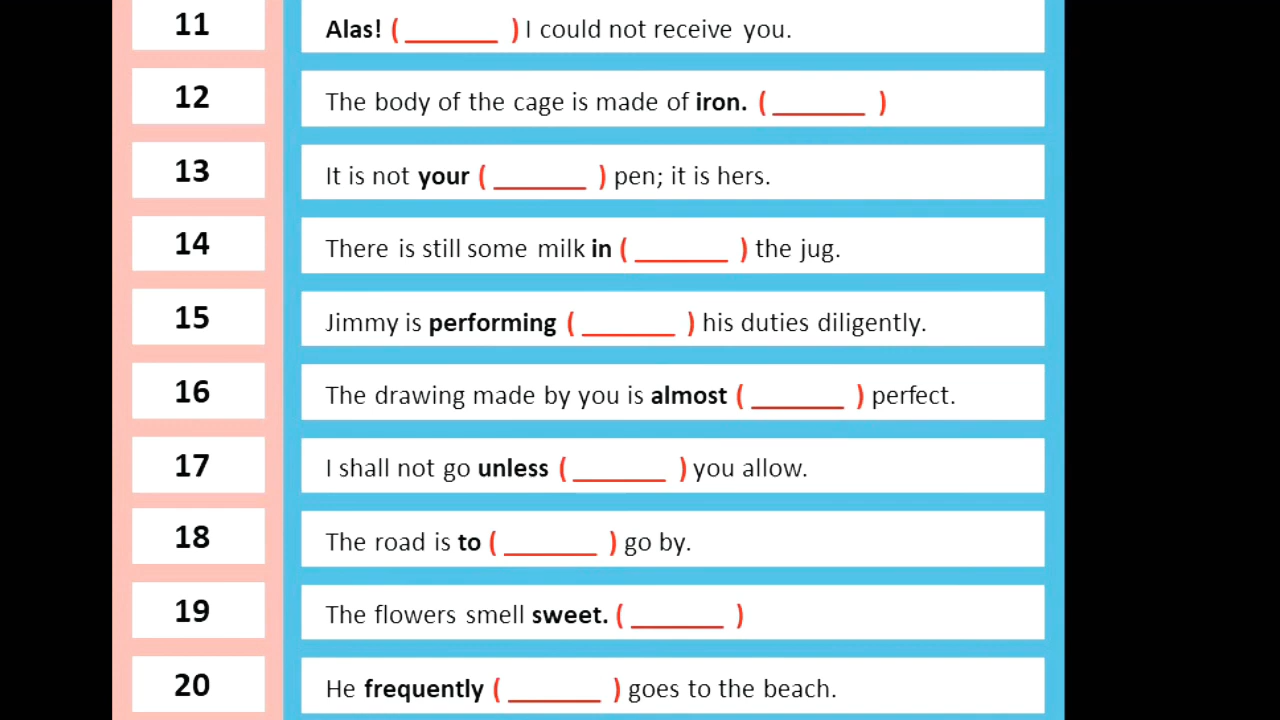 11 Alas! ( _______ ) I could not receive you.
12 The body of the cage is made of iron. ( _______ )
13 It is not your ( _______ ) pen; it is hers.
14 There is still some milk in ( _______ ) the jug.
15 Jimmy is performing ( _______ ) his duties diligently.
16 The drawing made by you is almost ( _______ ) perfect.
17 I shall not go unless ( _______ ) you allow.
18 The road is to ( _______ ) go by.
19 The flowers smell sweet. ( _______ )
20 He frequently ( _______ ) goes to the beach.